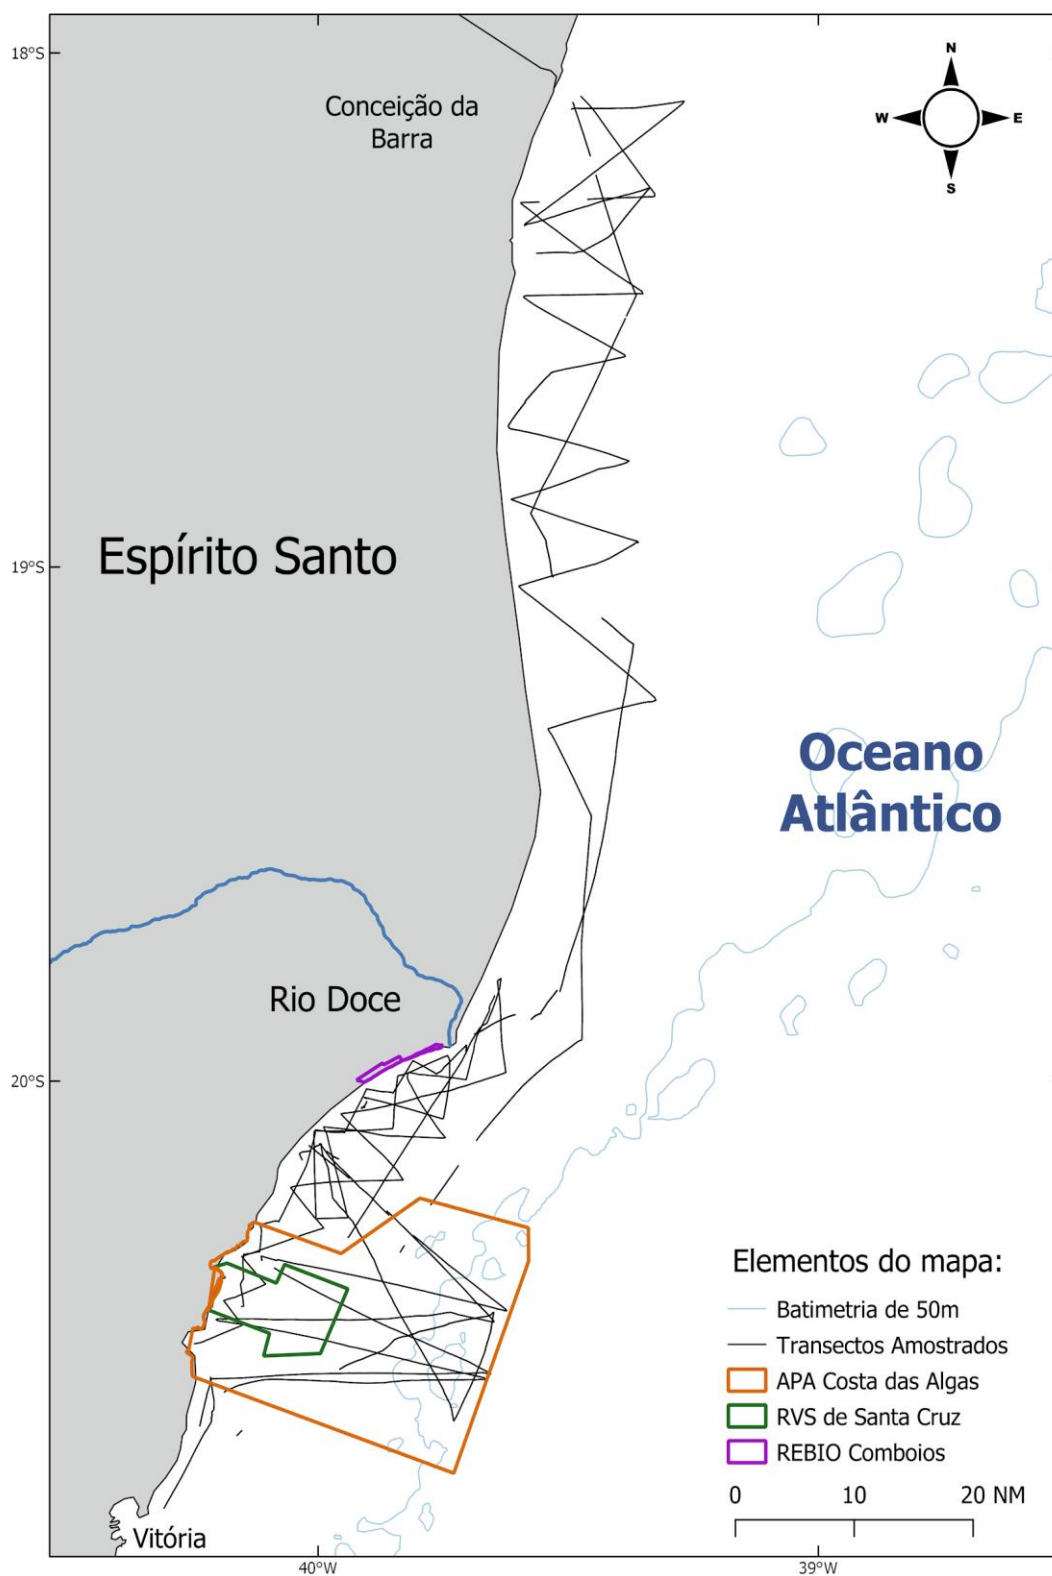 18°S
Conceição da
Barra
N
W
E
S
Espírito Santo
19°S
Oceano
Atlântico
Rio Doce
20°S
Elementos do mapa:
Batimetria de 50m
Transectos Amostrados
APA Costa das Algas
RVS de Santa Cruz
REBIO Comboios
0 10 20 NM
Vitória
40°W 39°W